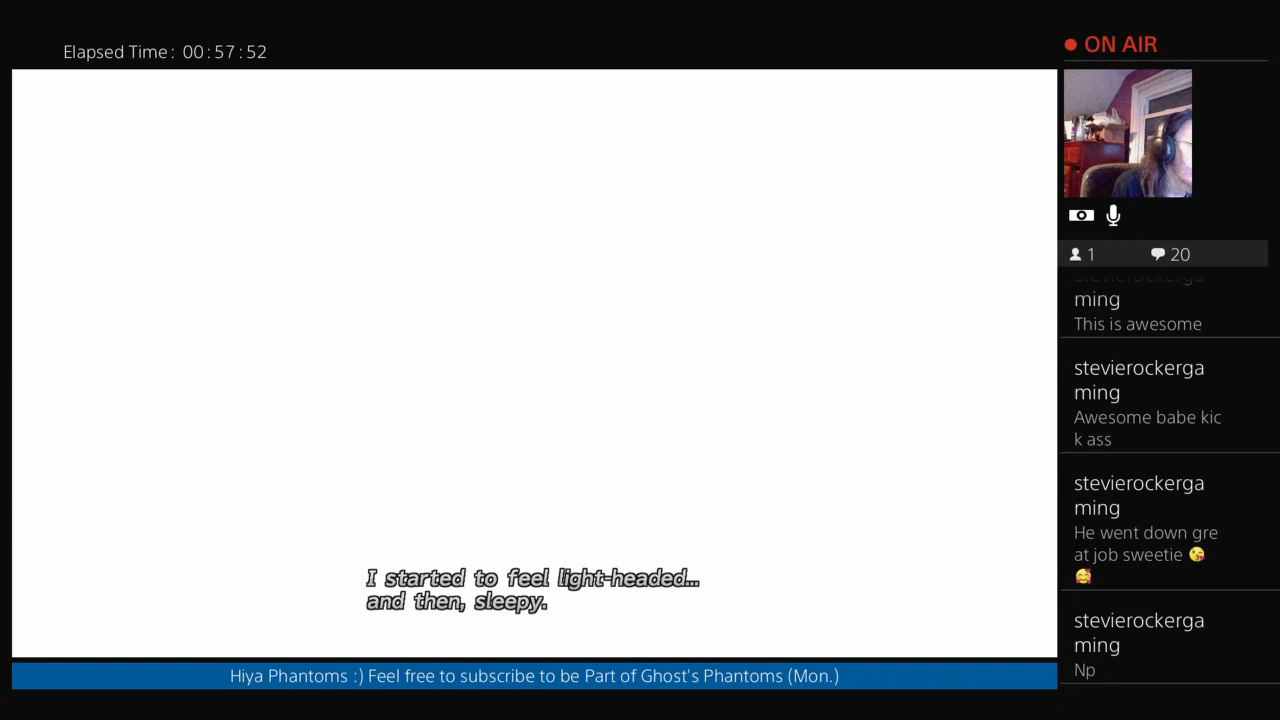 Elapsed Time: 00:57:52
ON AIR
1 20
stevierockerga
ming
This is awesome
stevierockerga
ming
Awesome babe kic
k ass
stevierockerga
ming
He went down gre
at job sweetie 😘
🥰
stevierockerga
ming
Np
I started to feel light-headed...
and then, sleepy.
Hiya Phantoms :) Feel free to subscribe to be Part of Ghost's Phantoms (Mon.)